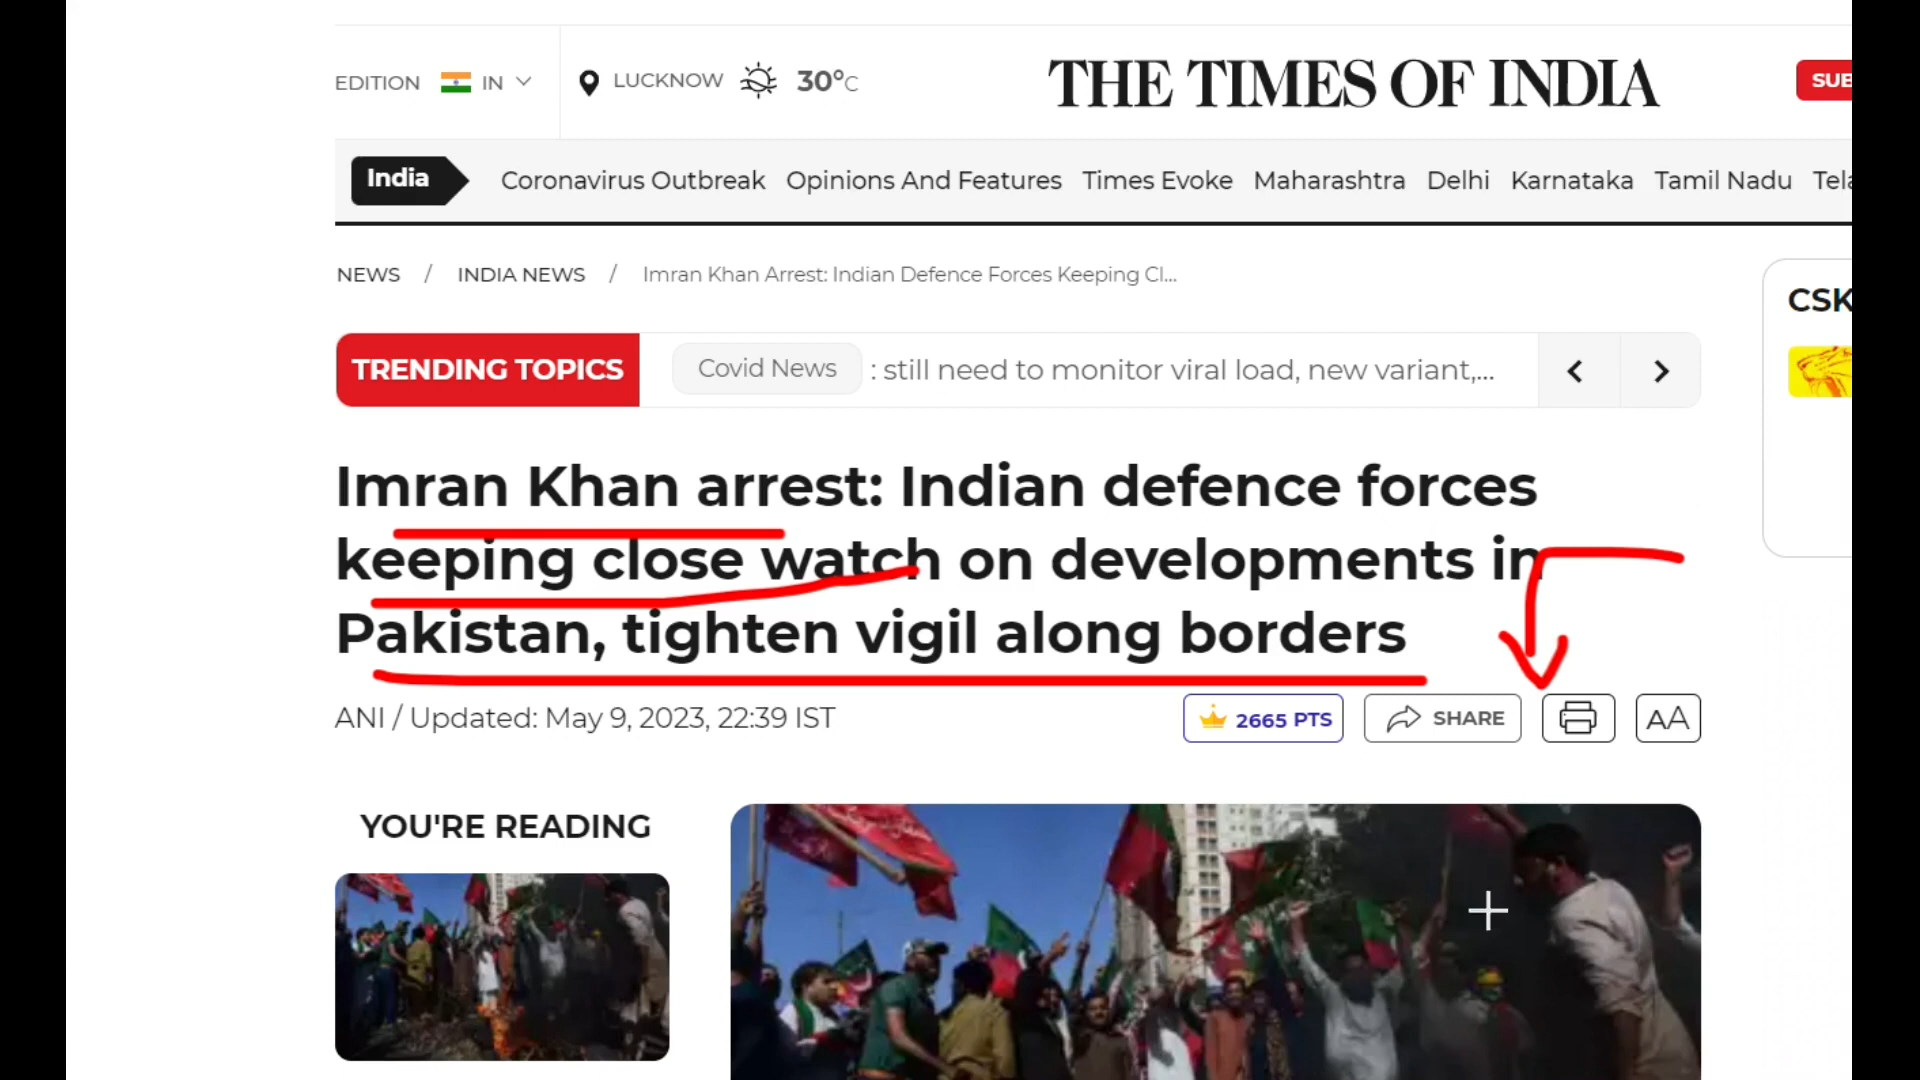 EDITION IN LUCKNOW 30°C THE TIMES OF INDIA SUB
India Coronavirus Outbreak Opinions And Features Times Evoke Maharashtra Delhi Karnataka Tamil Nadu Tela
NEWS / INDIA NEWS / Imran Khan Arrest: Indian Defence Forces Keeping Cl...
CSK
TRENDING TOPICS Covid News : still need to monitor viral load, new variant,...
Imran Khan arrest: Indian defence forces
keeping close watch on developments in
Pakistan, tighten vigil along borders
ANI / Updated: May 9, 2023, 22:39 IST 2665 PTS SHARE AA
YOU'RE READING